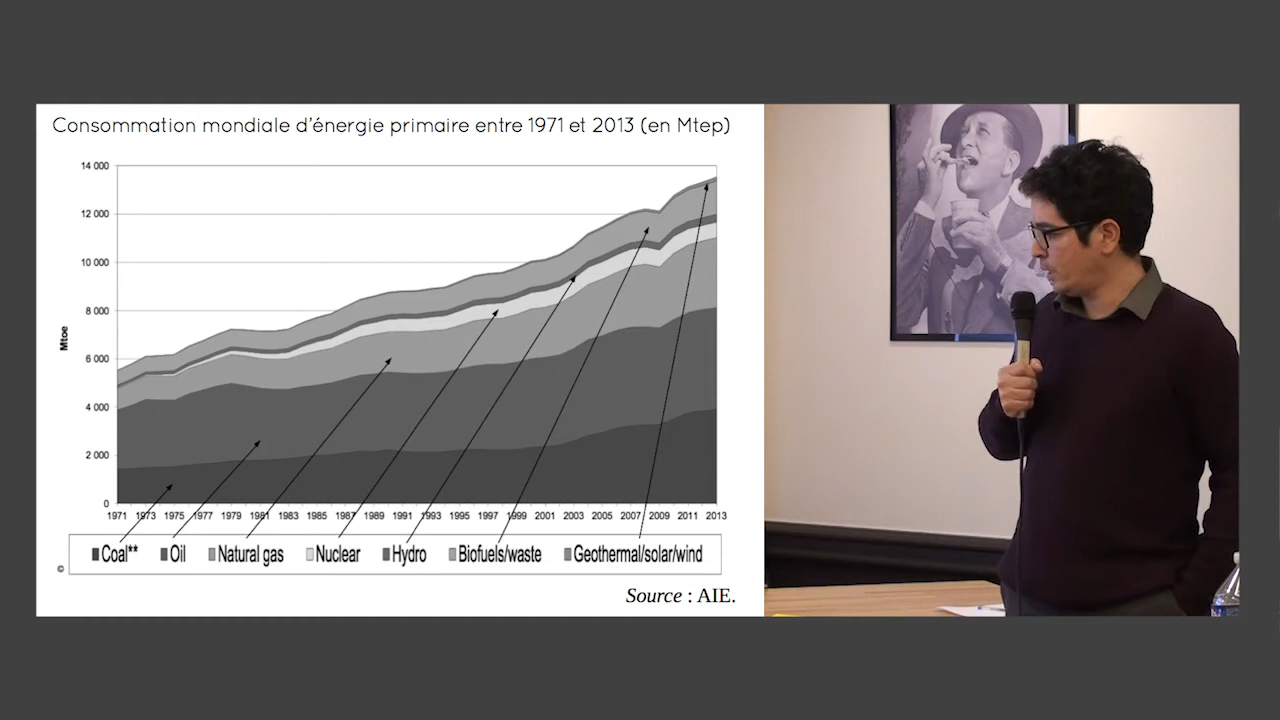 Consommation mondiale d'énergie primaire entre 1971 et 2013 (en Mtep)
14 000
12 000
10 000
8 000
6 000
4 000
2 000
0
Mtoe
1971 1973 1975 1977 1979 1981 1983 1985 1987 1989 1991 1993 1995 1997 1999 2001 2003 2005 2007 2009 2011 2013
Coal** Oil Natural gas Nuclear Hydro Biofuels/waste Geothermal/solar/wind
©
Source : AIE.